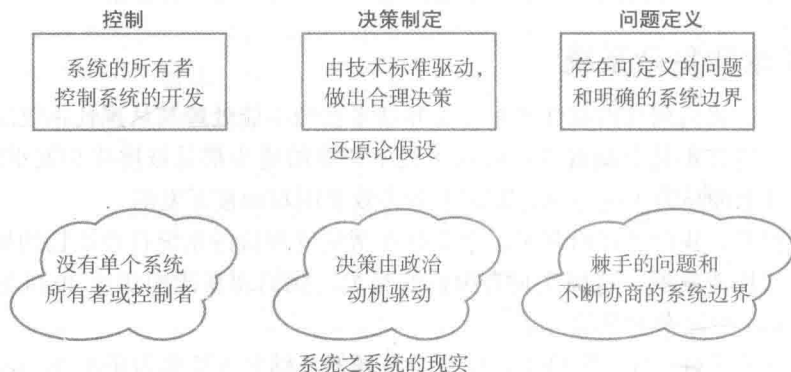 控制
决策制定
问题定义
系统的所有者
控制系统的开发
由技术标准驱动，
做出合理决策
存在可定义的问题
和明确的系统边界
还原论假设
没有单个系统
所有者或控制者
决策由政治
动机驱动
棘手的问题和
不断协商的系统边界
系统之系统的现实